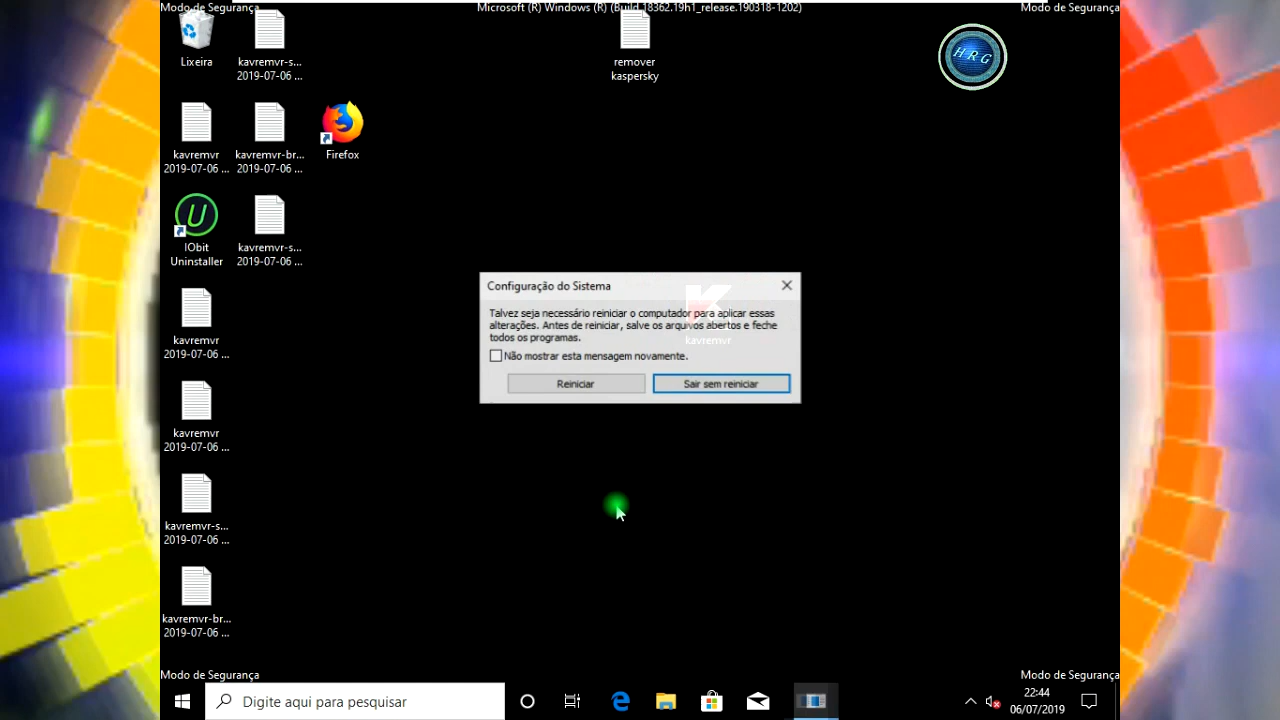 Modo de Segurança
Microsoft (R) Windows (R) (Build 18362.19h1_release.190318-1202)
Modo de Segurança
Lixeira
kavremvr-s...
2019-07-06 ...
remover
kaspersky
HRG
kavremvr
2019-07-06 ...
kavremvr-br...
2019-07-06 ...
Firefox
IObit
Uninstaller
kavremvr-s...
2019-07-06 ...
Configuração do Sistema
Talvez seja necessário reiniciar o computador para aplicar essas
alterações. Antes de reiniciar, salve os arquivos abertos e feche
todos os programas.
kavremvr
Não mostrar esta mensagem novamente.
Reiniciar
Sair sem reiniciar
kavremvr
2019-07-06 ...
kavremvr
2019-07-06 ...
kavremvr-s...
2019-07-06 ...
kavremvr-br...
2019-07-06 ...
Modo de Segurança
Modo de Segurança
Digite aqui para pesquisar
22:44
06/07/2019